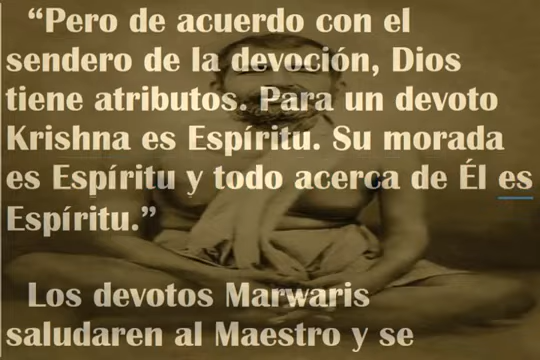 “Pero de acuerdo con el
sendero de la devoción, Dios
tiene atributos. Para un devoto
Krishna es Espíritu. Su morada
es Espíritu y todo acerca de Él es
Espíritu.”
Los devotos Marwaris
saludaren al Maestro y se